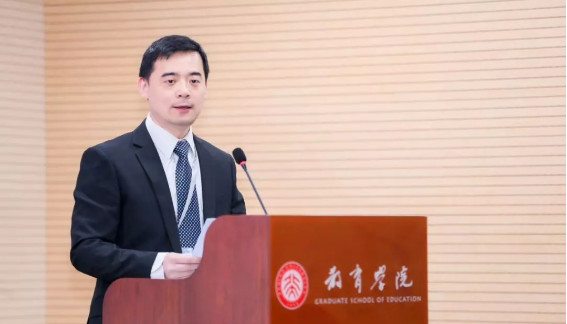 教育学院
GRADUATE SCHOOL OF EDUCATION